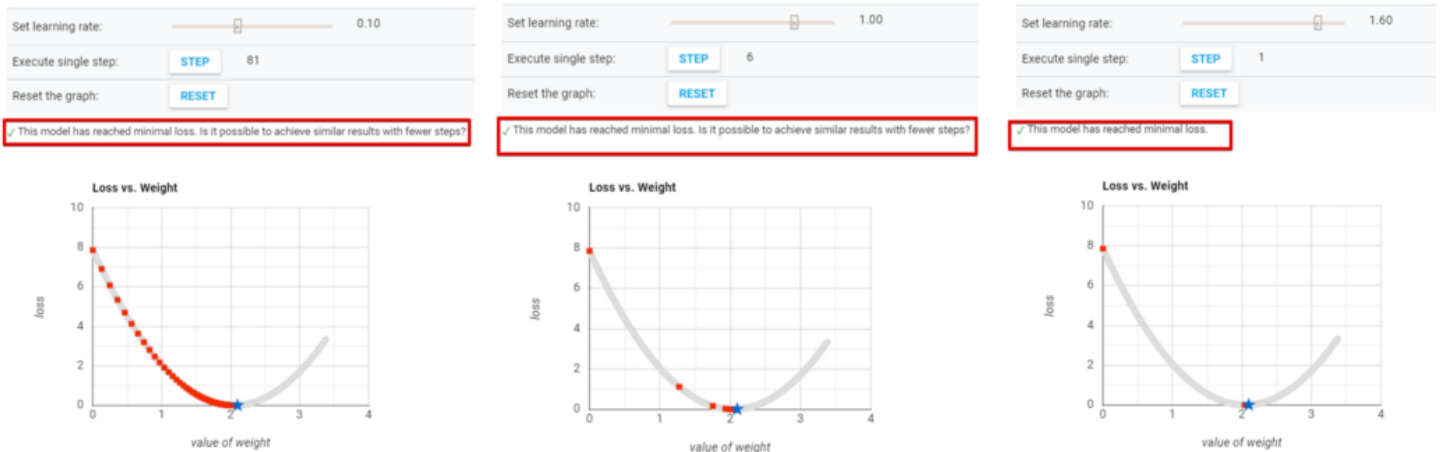 Set learning rate: 0.10
Execute single step: STEP 81
Reset the graph: RESET
✓ This model has reached minimal loss. Is it possible to achieve similar results with fewer steps?
Loss vs. Weight
10
8
6
4
2
0
loss
0 1 2 3 4
value of weight
Set learning rate: 1.00
Execute single step: STEP 6
Reset the graph: RESET
✓ This model has reached minimal loss. Is it possible to achieve similar results with fewer steps?
Loss vs. Weight
10
8
6
4
2
0
loss
0 1 2 3 4
value of weight
Set learning rate: 1.60
Execute single step: STEP 1
Reset the graph: RESET
✓ This model has reached minimal loss.
Loss vs. Weight
10
8
6
4
2
0
loss
0 1 2 3 4
value of weight